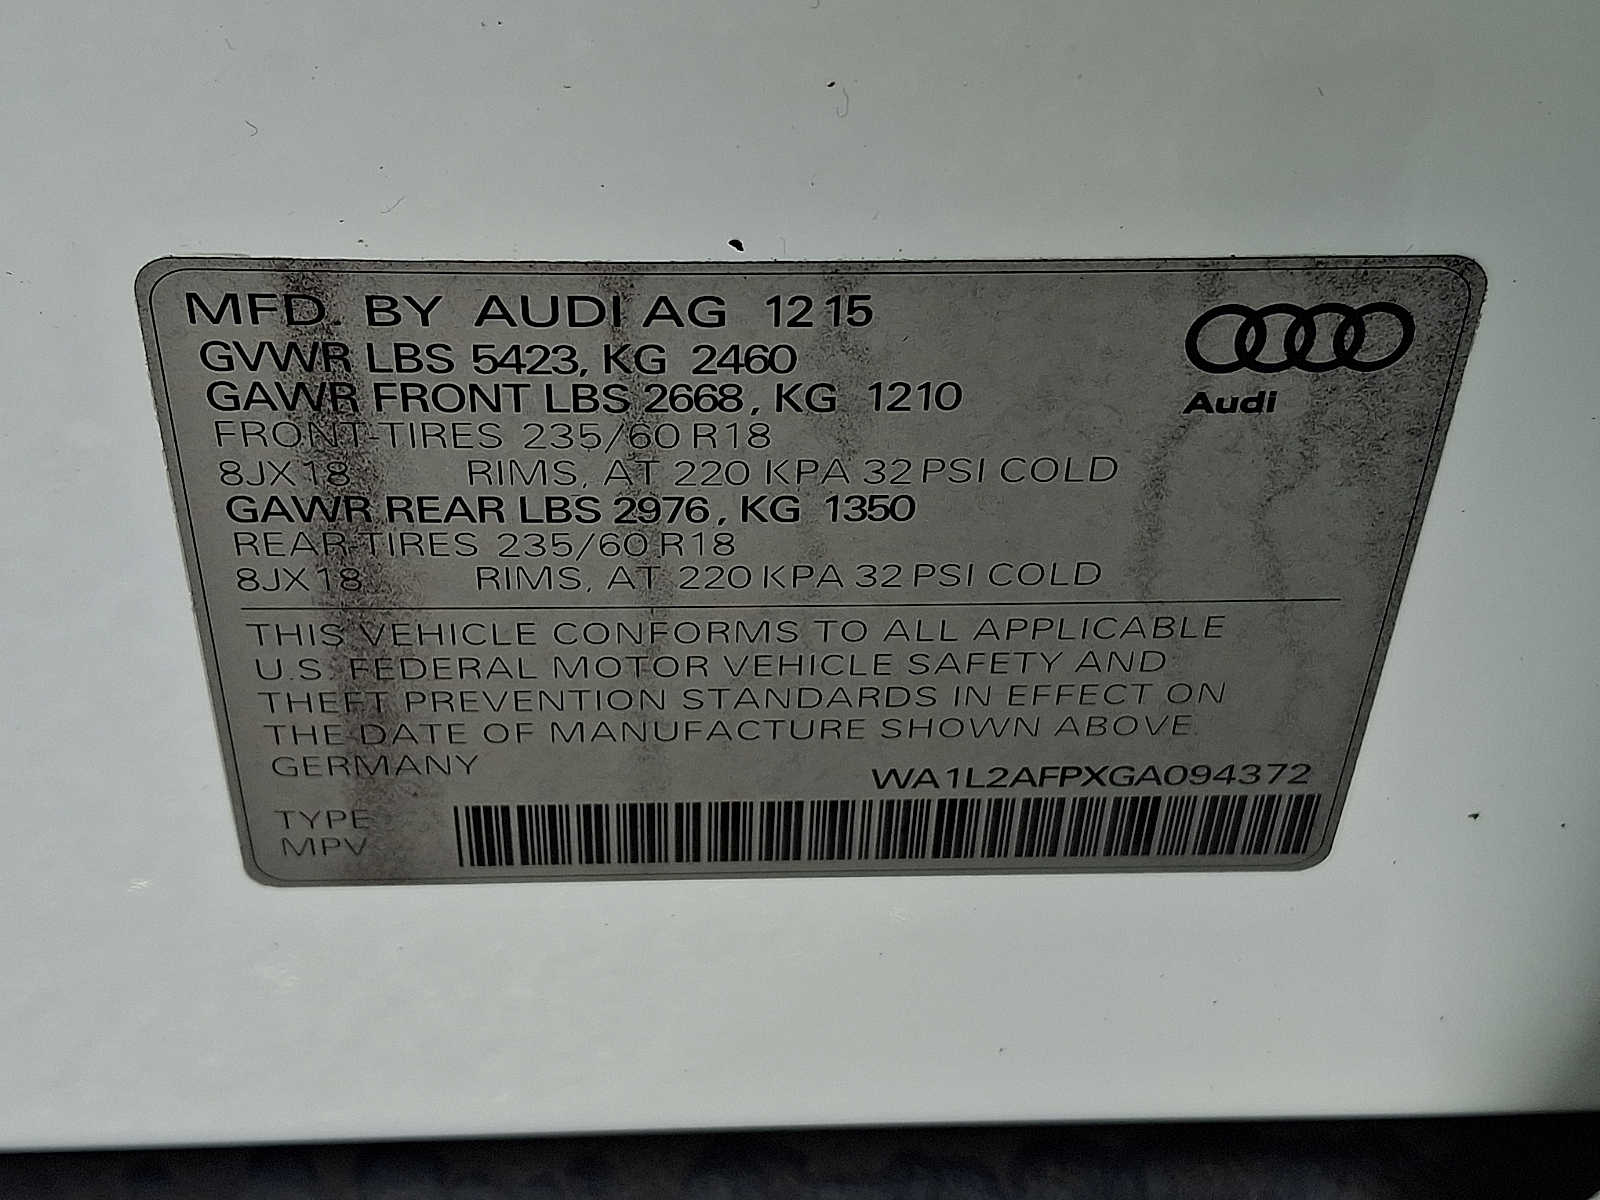 MFD. BY AUDI AG 12 15
GVWR LBS 5423, KG 2460
GAWR FRONT LBS 2668, KG 1210
FRONT-TIRES 235/60 R18
8JX18 RIMS, AT 220 KPA 32 PSI COLD
GAWR REAR LBS 2976, KG 1350
REAR-TIRES 235/60 R18
8JX18 RIMS, AT 220 KPA 32 PSI COLD
Audi
THIS VEHICLE CONFORMS TO ALL APPLICABLE
U.S. FEDERAL MOTOR VEHICLE SAFETY AND
THEFT PREVENTION STANDARDS IN EFFECT ON
THE DATE OF MANUFACTURE SHOWN ABOVE.
GERMANY
WA1L2AFPXGA094372
TYPE
MPV